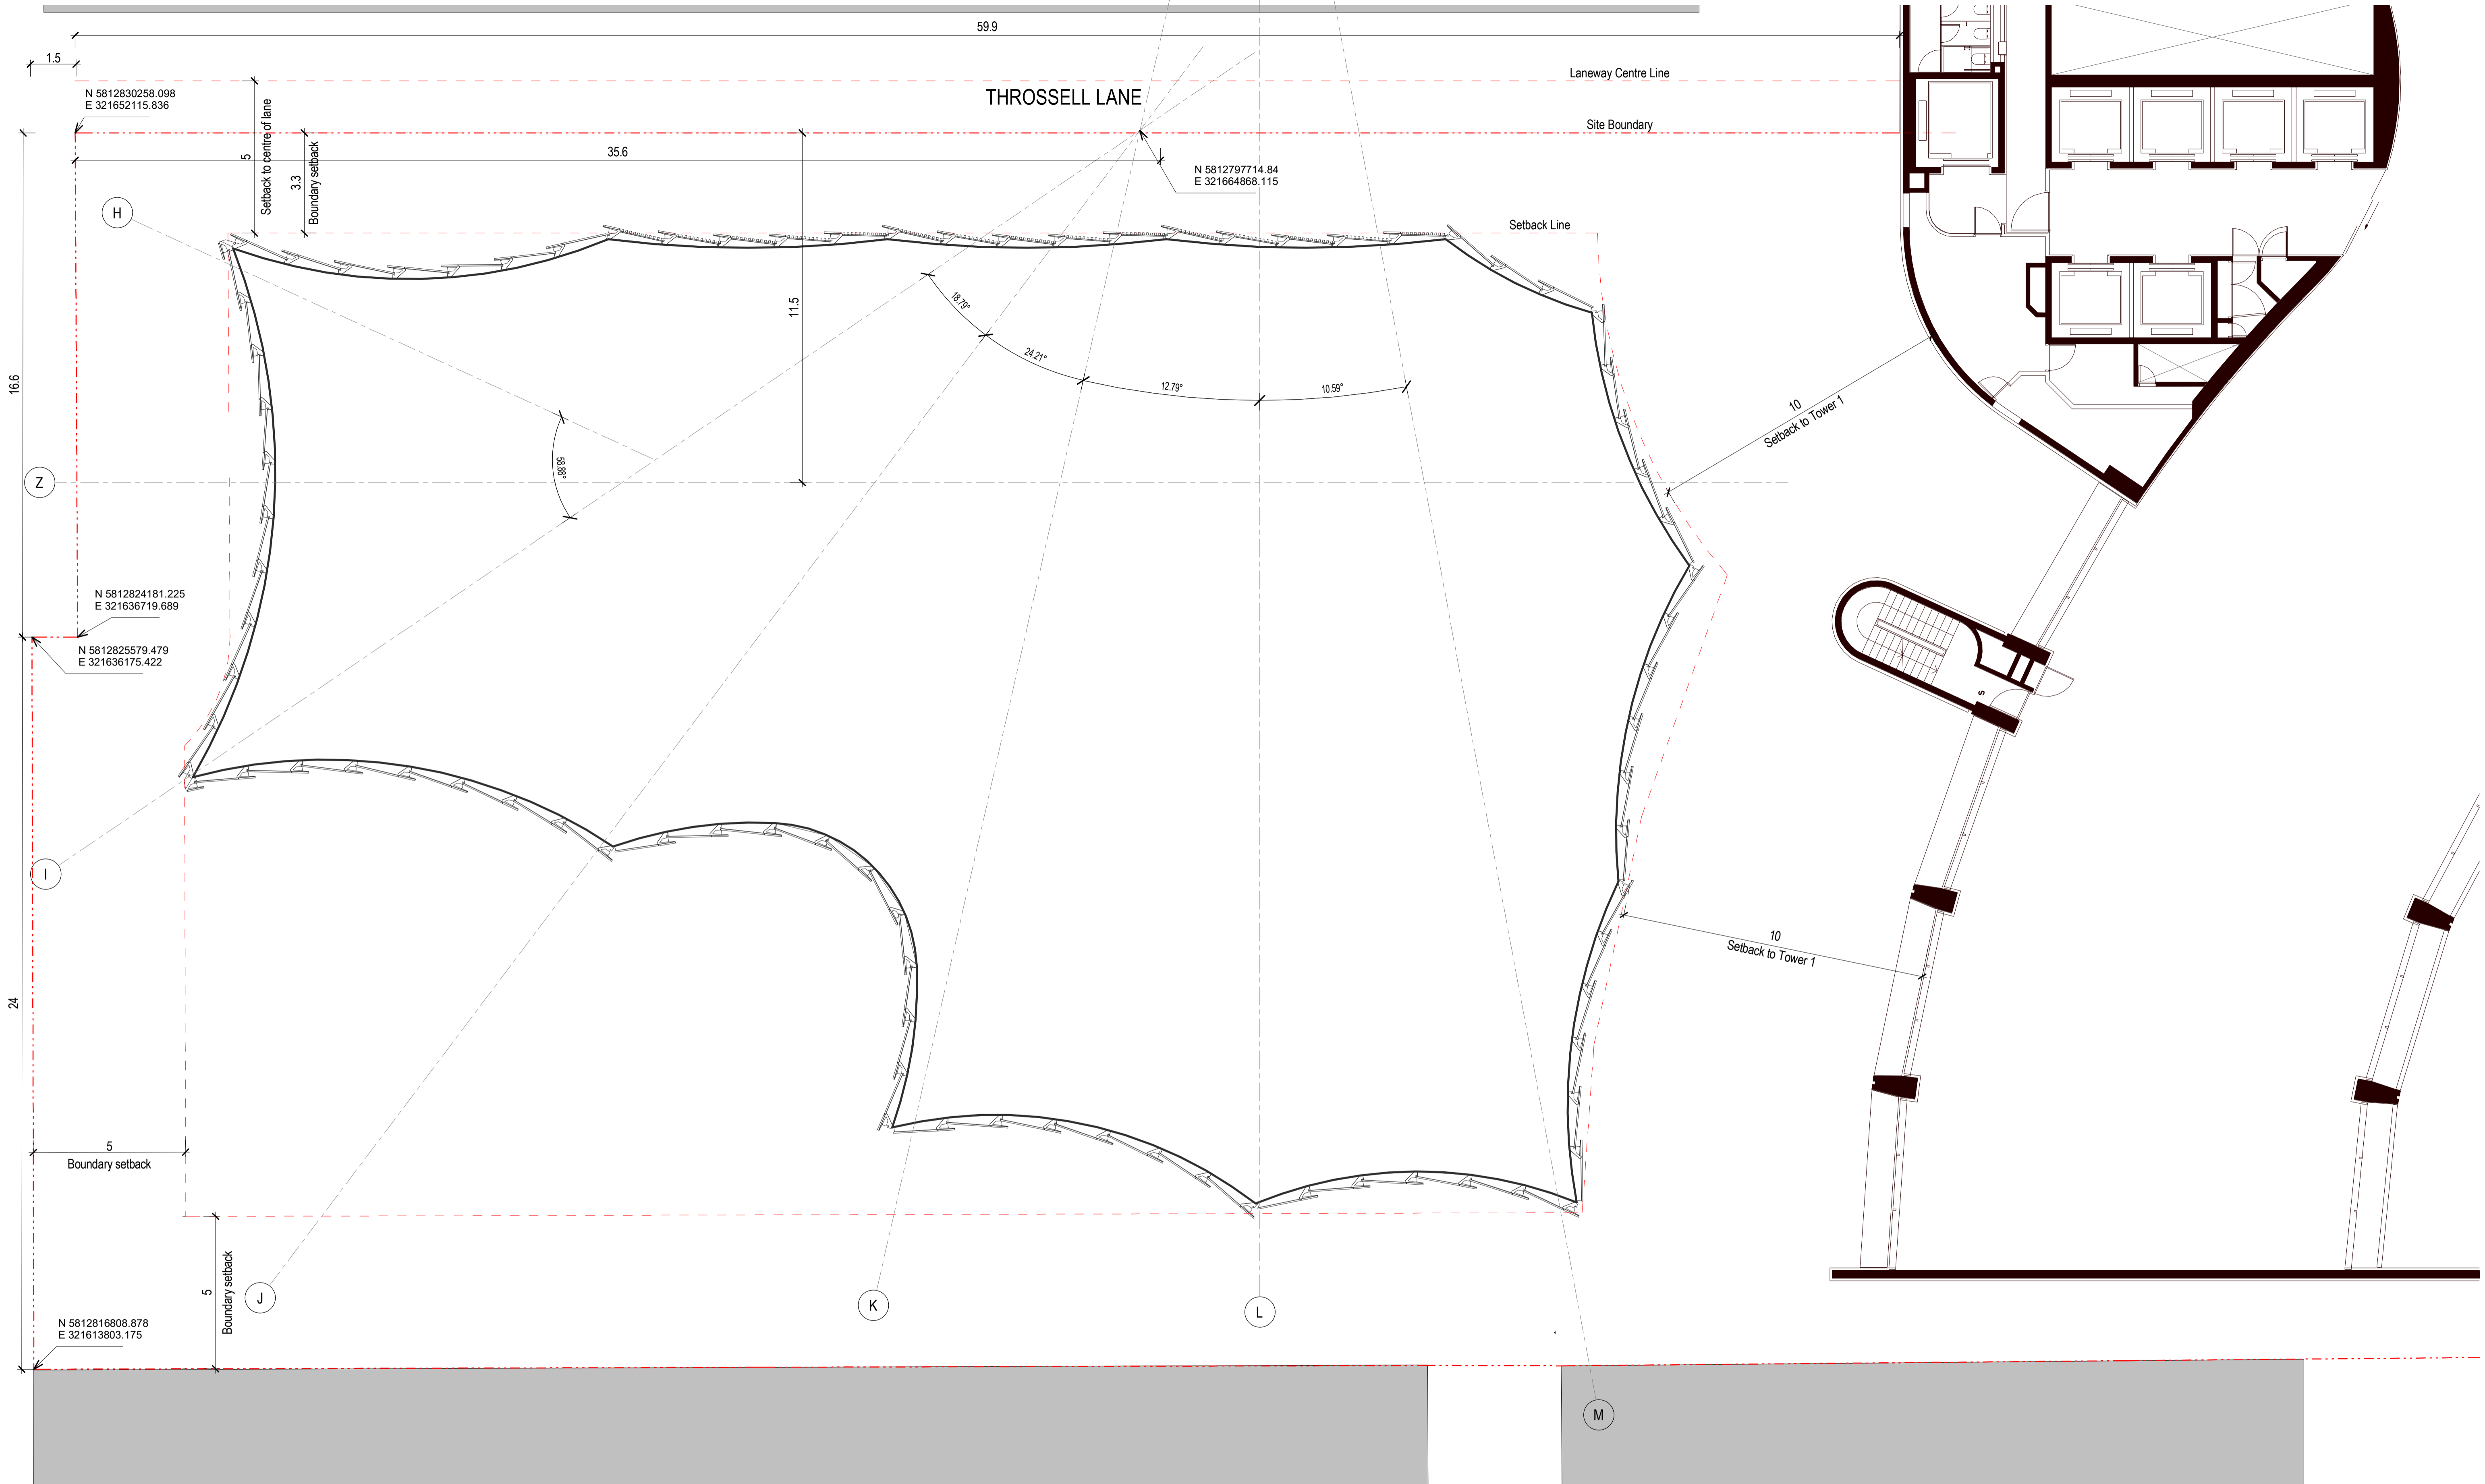 59.9
1.5
Laneway Centre Line
N 5812830258.098
E 321652115.836
THROSSELL LANE
Setback to centre of lane
5
Site Boundary
Boundary setback
3.3
35.6
N 5812797714.84
E 321664868.115
H
Setback Line
11.5
18.79°
24.21°
12.79°
10.59°
16.6
10
Setback to Tower 1
58.88°
Z
N 5812824181.225
E 321636719.689
N 5812825579.479
E 321636175.422
S
I
10
Setback to Tower 1
24
5
Boundary setback
5
Boundary setback
J
K
L
N 5812816808.878
E 321613803.175
M